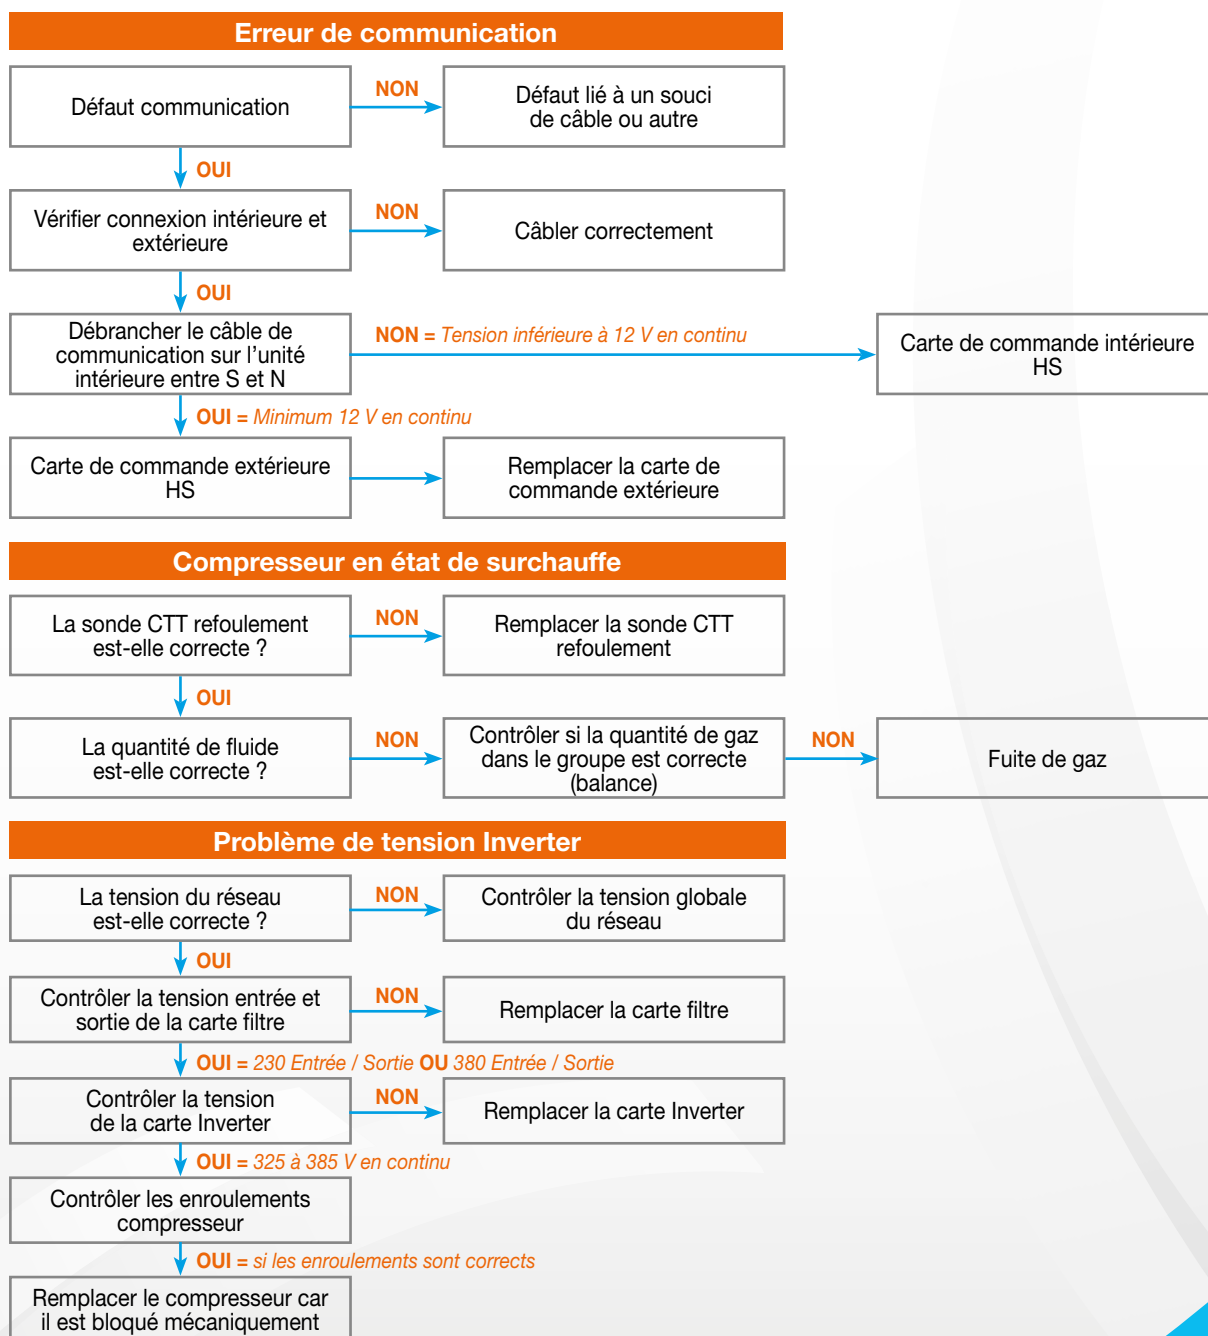 Erreur de communication
Défaut communication
NON
Défaut lié à un souci
de câble ou autre
OUI
Vérifier connexion intérieure et
extérieure
NON
Câbler correctement
OUI
Débrancher le câble de
communication sur l'unité
intérieure entre S et N
NON = Tension inférieure à 12 V en continu
Carte de commande intérieure
HS
OUI = Minimum 12 V en continu
Carte de commande extérieure
HS
Remplacer la carte de
commande extérieure
Compresseur en état de surchauffe
La sonde CTT refoulement
est-elle correcte ?
NON
Remplacer la sonde CTT
refoulement
OUI
La quantité de fluide
est-elle correcte ?
NON
Contrôler si la quantité de gaz
dans le groupe est correcte
(balance)
NON
Fuite de gaz
Problème de tension Inverter
La tension du réseau
est-elle correcte ?
NON
Contrôler la tension globale
du réseau
OUI
Contrôler la tension entrée et
sortie de la carte filtre
NON
Remplacer la carte filtre
OUI = 230 Entrée / Sortie OU 380 Entrée / Sortie
Contrôler la tension
de la carte Inverter
NON
Remplacer la carte Inverter
OUI = 325 à 385 V en continu
Contrôler les enroulements
compresseur
OUI = si les enroulements sont corrects
Remplacer le compresseur car
il est bloqué mécaniquement